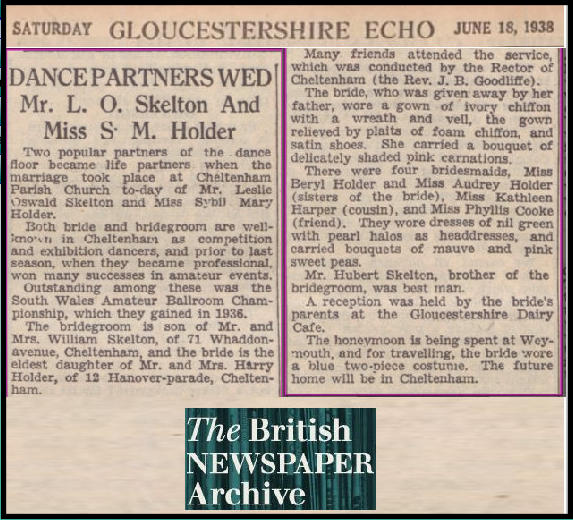 SATURDAY GLOUCESTERSHIRE ECHO JUNE 18, 1938
DANCE PARTNERS WED
Mr. L. O. Skelton And
Miss S. M. Holder
Two popular partners of the dance
floor became life partners when the
marriage took place at Cheltenham
Parish Church to-day of Mr. Leslie
Oswald Skelton and Miss Sybil Mary
Holder.
Both bride and bridegroom are well-
known in Cheltenham as competition
and exhibition dancers, and prior to last
season, when they became professional,
won many successes in amateur events.
Outstanding among these was the
South Wales Amateur Ballroom Cham-
pionship, which they gained in 1936.
The bridegroom is son of Mr. and
Mrs. William Skelton, of 71 Whaddon-
avenue, Cheltenham, and the bride is the
eldest daughter of Mr. and Mrs. Harry
Holder, of 12 Hanover-parade, Chelten-
ham.
Many friends attended the service,
which was conducted by the Rector of
Cheltenham (the Rev. J. B. Goodliffe).
The bride, who was given away by her
father, wore a gown of ivory chiffon
with a wreath and veil, the gown
relieved by plaits of foam chiffon, and
satin shoes. She carried a bouquet of
delicately shaded pink carnations.
There were four bridesmaids, Miss
Beryl Holder and Miss Audrey Holder
(sisters of the bride), Miss Kathleen
Harper (cousin), and Miss Phyllis Cooke
(friend). They wore dresses of nil green
with pearl halos as headdresses, and
carried bouquets of mauve and pink
sweet peas.
Mr. Hubert Skelton, brother of the
bridegroom, was best man.
A reception was held by the bride's
parents at the Gloucestershire Dairy
Cafe.
The honeymoon is being spent at Wey-
mouth, and for travelling, the bride wore
a blue two-piece costume. The future
home will be in Cheltenham.
The British
NEWSPAPER
Archive